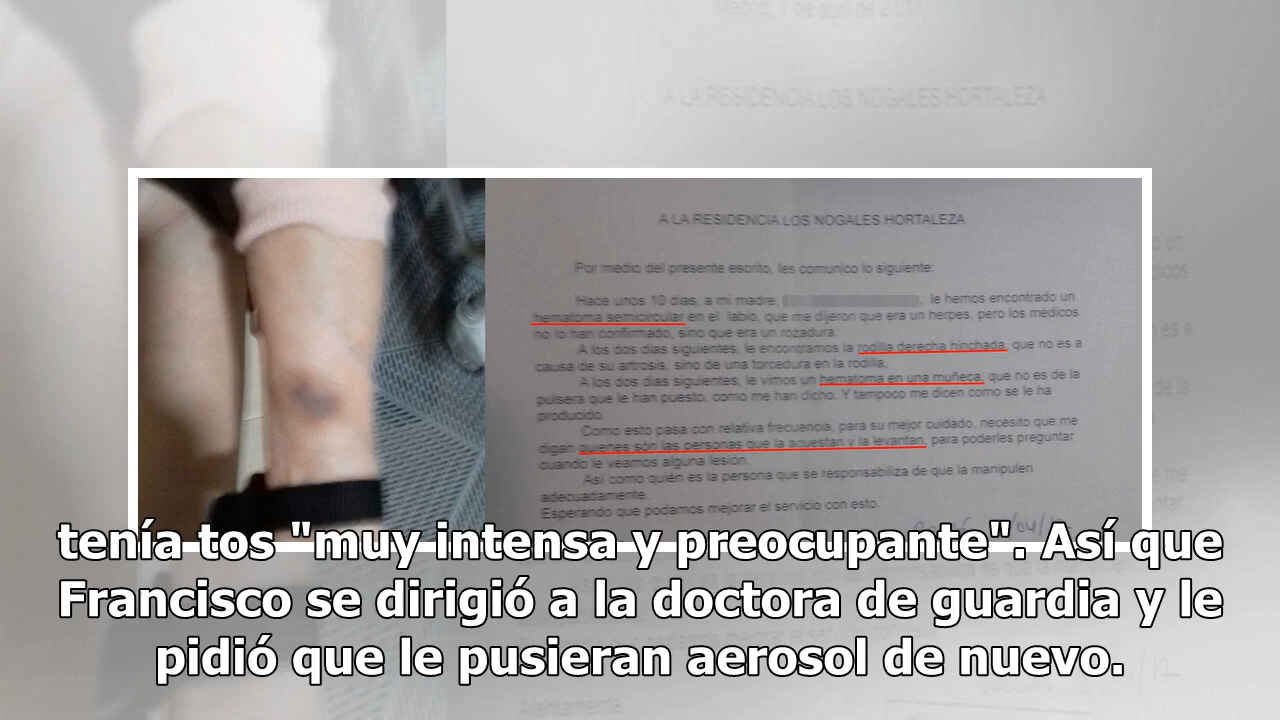 A LA RESIDENCIA LOS NOGALES HORTALEZA
A LA RESIDENCIA LOS NOGALES HORTALEZA
Por medio del presente escrito, les comunico lo siguiente:
Hace unos 10 dias, a mi madre, , le hemos encontrado un
hematoma semicircular en el labio, que me dijeron que era un herpes, pero los médicos
no lo han confirmado, sino que era un rozadura.
A los dos dias siguientes, le encontramos la rodilla derecha hinchada, que no es a
causa de su artrosis, sino de una torcedura en la rodilla,
A los dos dias siguientes, le vimos un hematoma en una muñeca, que no es de la
pulsera que le han puesto, como me han dicho. Y tampoco me dicen como se le ha
producido.
Como esto pasa con relativa frecuencia, para su mejor cuidado, necesito que me
digan quienes son las personas que la acuestan y la levantan, para poderles preguntar
cuando le veamos alguna lesión.
Así como quién es la persona que se responsabiliza de que la manipulen
adecuadamente.
Esperando que podamos mejorar el servicio con esto.
tenía tos "muy intensa y preocupante". Así que
Francisco se dirigió a la doctora de guardia y le
pidió que le pusieran aerosol de nuevo.
Atentamente